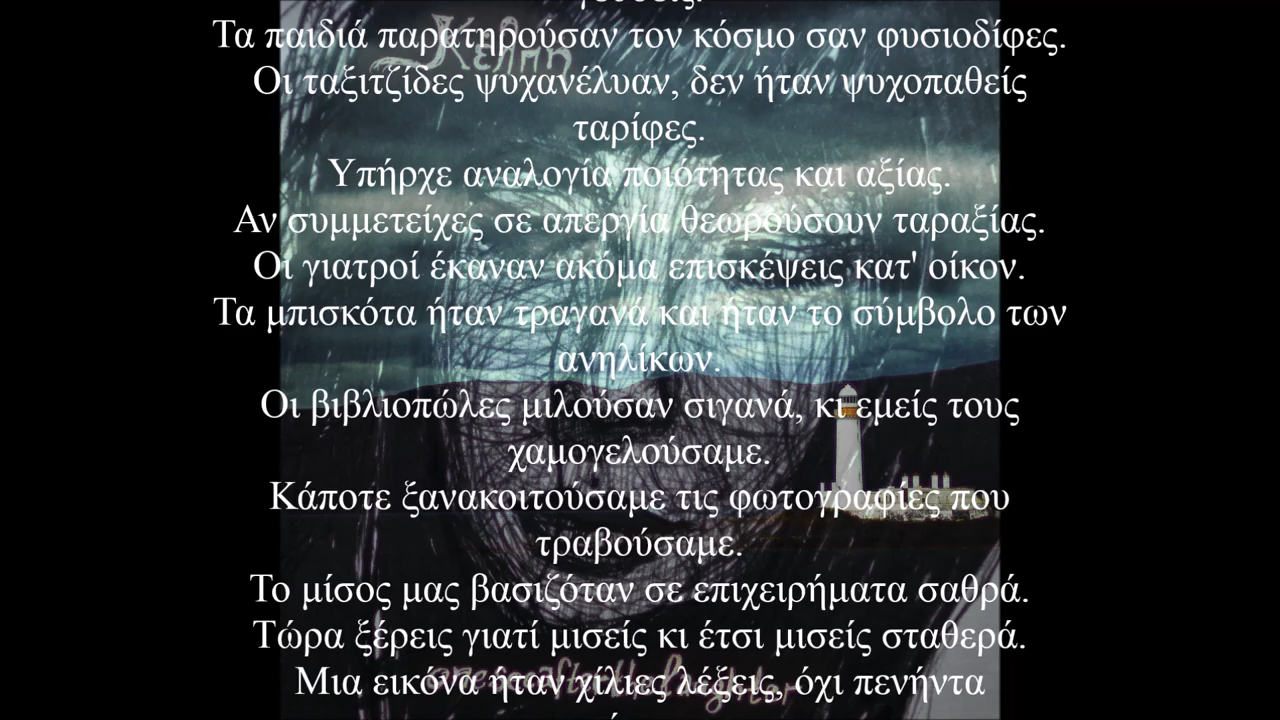 Κέλπη
Τα παιδιά παρατηρούσαν τον κόσμο σαν φυσιοδίφες.
Οι ταξιτζίδες ψυχανέλυαν, δεν ήταν ψυχοπαθείς
ταρίφες.
Υπήρχε αναλογία ποιότητας και αξίας.
Αν συμμετείχες σε απεργία θεωρούσουν ταραξίας.
Οι γιατροί έκαναν ακόμα επισκέψεις κατ' οίκον.
Τα μπισκότα ήταν τραγανά και ήταν το σύμβολο των
ανηλίκων.
Οι βιβλιοπώλες μιλούσαν σιγανά, κι εμείς τους
χαμογελούσαμε.
Κάποτε ξανακοιτούσαμε τις φωτογραφίες που
τραβούσαμε.
Το μίσος μας βασιζόταν σε επιχειρήματα σαθρά.
Τώρα ξέρεις γιατί μισείς κι έτσι μισείς σταθερά.
Μια εικόνα ήταν χίλιες λέξεις, όχι πενήντα